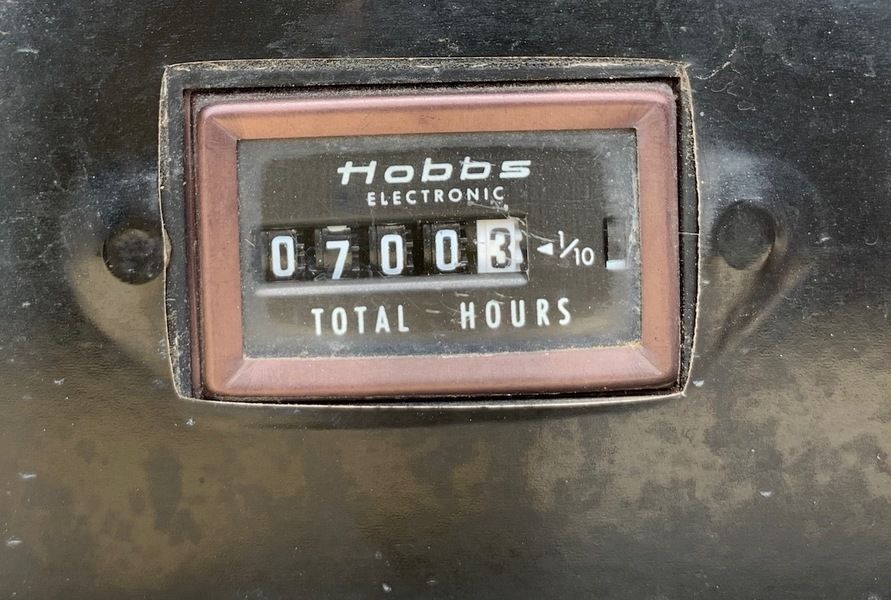 Hobbs
ELECTRONIC
07003 ◄1/10
TOTAL HOURS